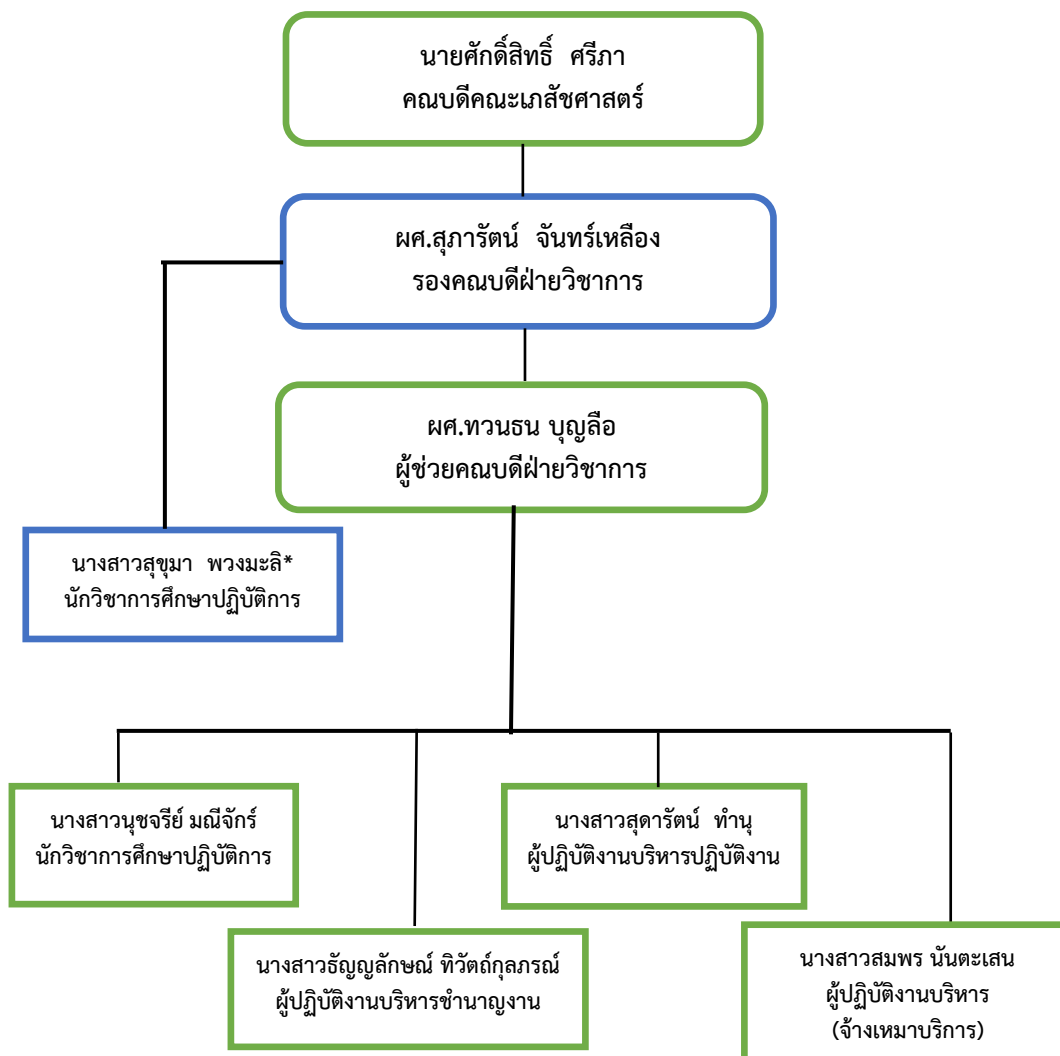 นายศักดิ์สิทธิ์ ศรีภา
คณบดีคณะเภสัชศาสตร์
ผศ.สุภารัตน์ จันทร์เหลือง
รองคณบดีฝ่ายวิชาการ
ผศ.ทวนธน บุญลือ
ผู้ช่วยคณบดีฝ่ายวิชาการ
นางสาวสุขุมา พวงมะลิ*
นักวิชาการศึกษาปฏิบัติการ
นางสาวนุชจรีย์ มณีจักร์
นักวิชาการศึกษาปฏิบัติการ
นางสาวสุดารัตน์ ทำนุ
ผู้ปฏิบัติงานบริหารปฏิบัติงาน
นางสาวธัญญลักษณ์ ทิวัตถ์กุลภรณ์
ผู้ปฏิบัติงานบริหารชำนาญงาน
นางสาวสมพร นันตะเสน
ผู้ปฏิบัติงานบริหาร
(จ้างเหมาบริการ)